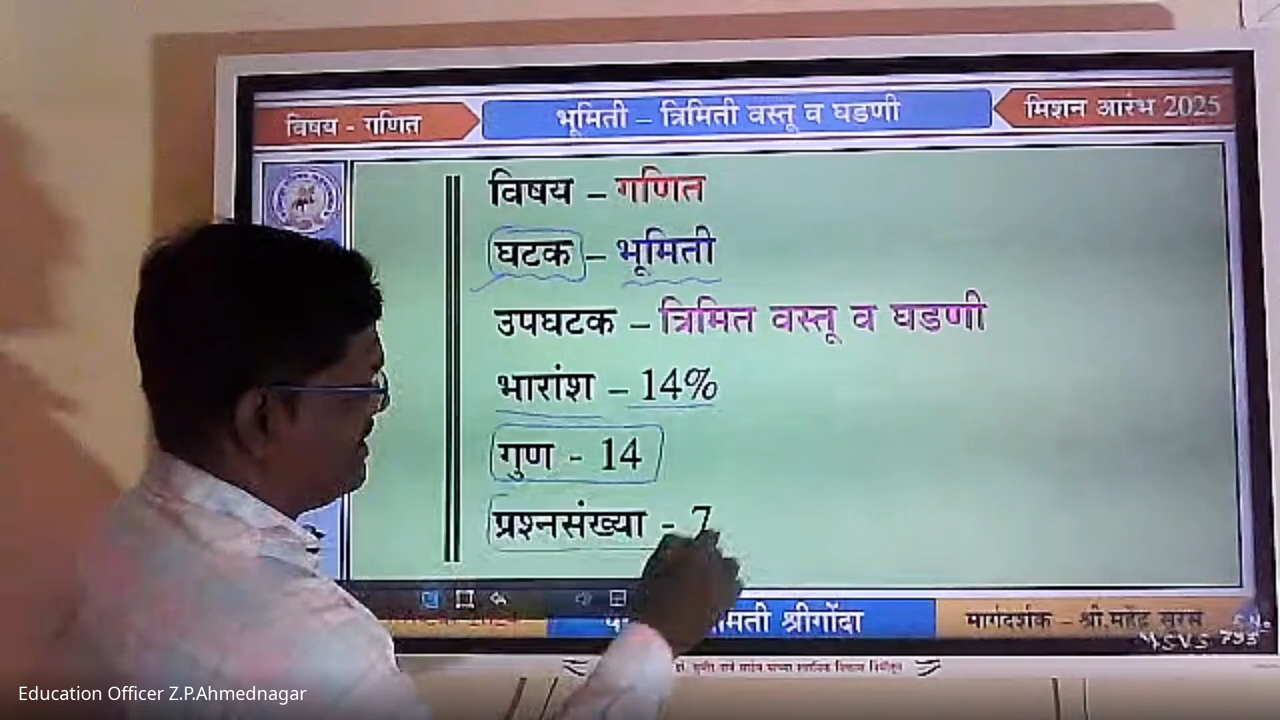 विषय - गणित
भूमिती – त्रिमिती वस्तू व घडणी
मिशन आरंभ 2025
विषय – गणित
घटक – भूमिती
उपघटक – त्रिमित वस्तू व घडणी
भारांश – 14%
गुण - 14
प्रश्नसंख्या - 7
श्रीगोंदा
मार्गदर्शक – श्री.महेंद्र
Education Officer Z.P.Ahmednagar